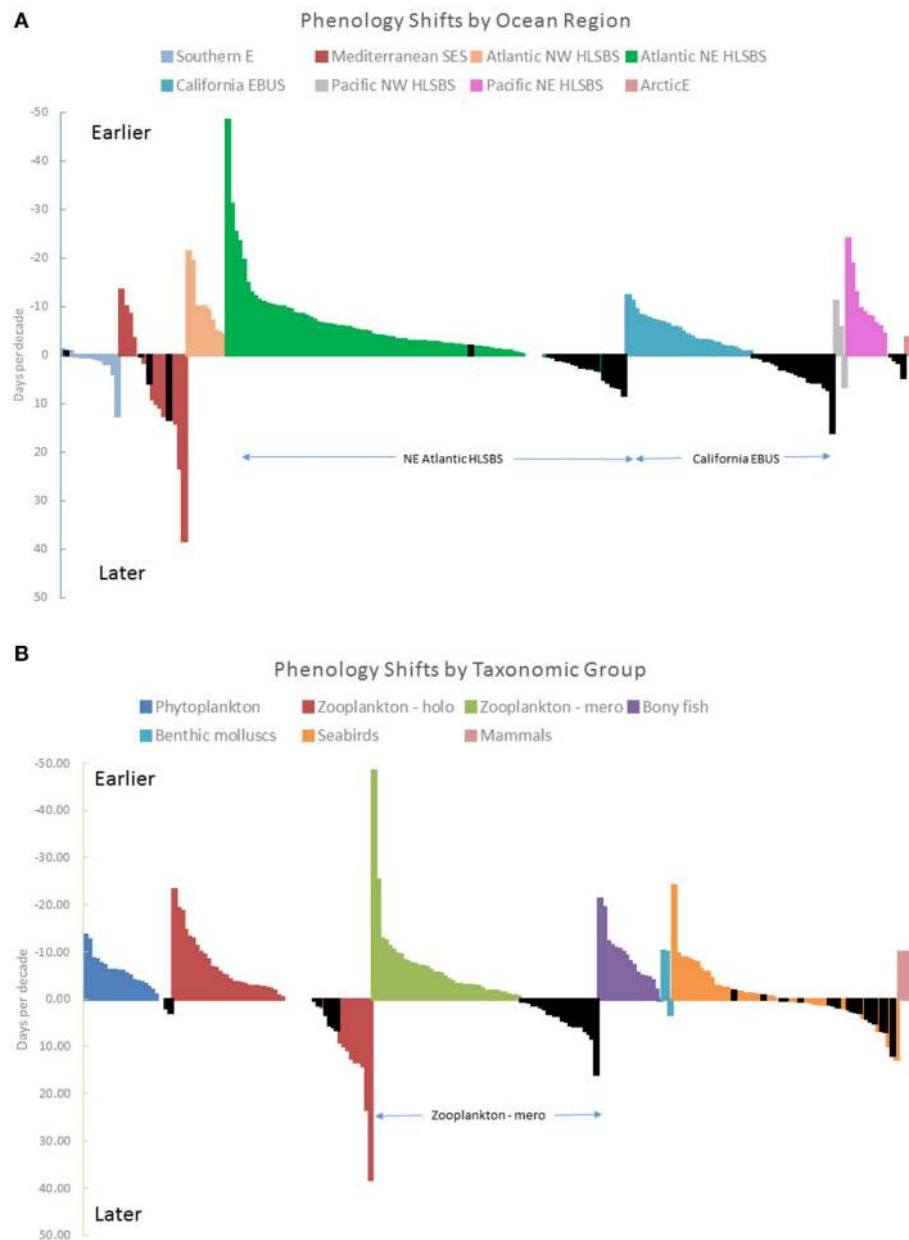 A
Phenology Shifts by Ocean Region
Southern E
Mediterranean SES
Atlantic NW HLSBS
Atlantic NE HLSBS
California EBUS
Pacific NW HLSBS
Pacific NE HLSBS
ArcticE
-50
Earlier
-40
-30
-20
-10
0
Days per decade
10
20
NE Atlantic HLSBS
California EBUS
30
40
Later
50
B
Phenology Shifts by Taxonomic Group
Phytoplankton
Zooplankton - holo
Zooplankton - mero
Bony fish
Benthic molluscs
Seabirds
Mammals
-50.00
Earlier
-40.00
-30.00
-20.00
-10.00
0.00
Days per decade
10.00
20.00
Zooplankton - mero
30.00
40.00
Later
50.00